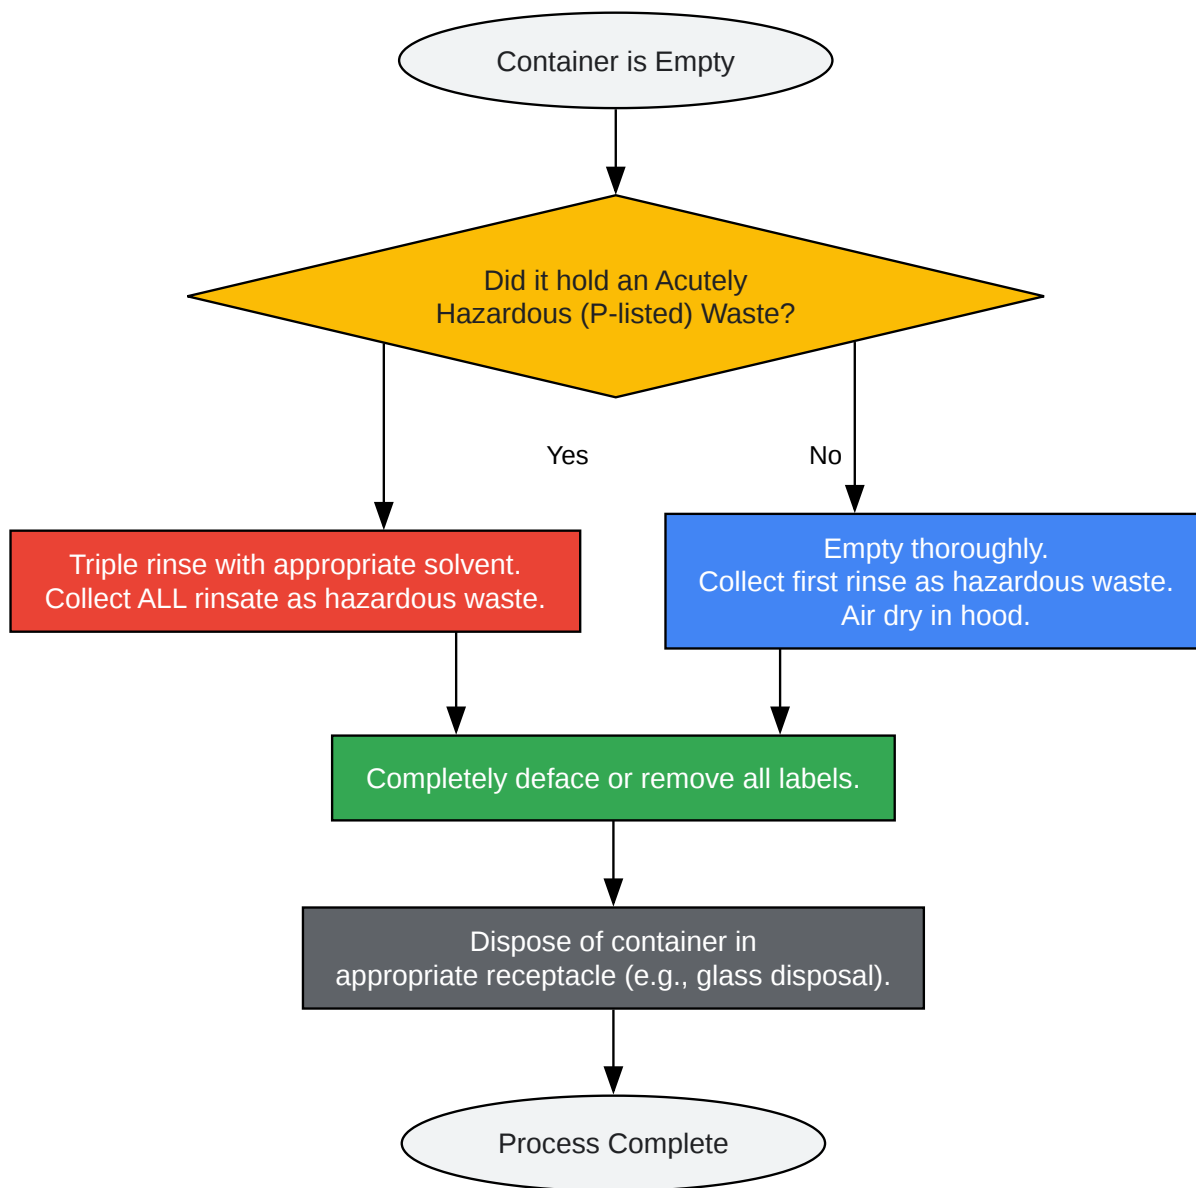 Container is Empty
Did it hold an Acutely
Hazardous (P-listed) Waste?
Yes
No
Triple rinse with appropriate solvent.
Collect ALL rinsate as hazardous waste.
Empty thoroughly.
Collect first rinse as hazardous waste.
Air dry in hood.
Completely deface or remove all labels.
Dispose of container in
appropriate receptacle (e.g., glass disposal).
Process Complete